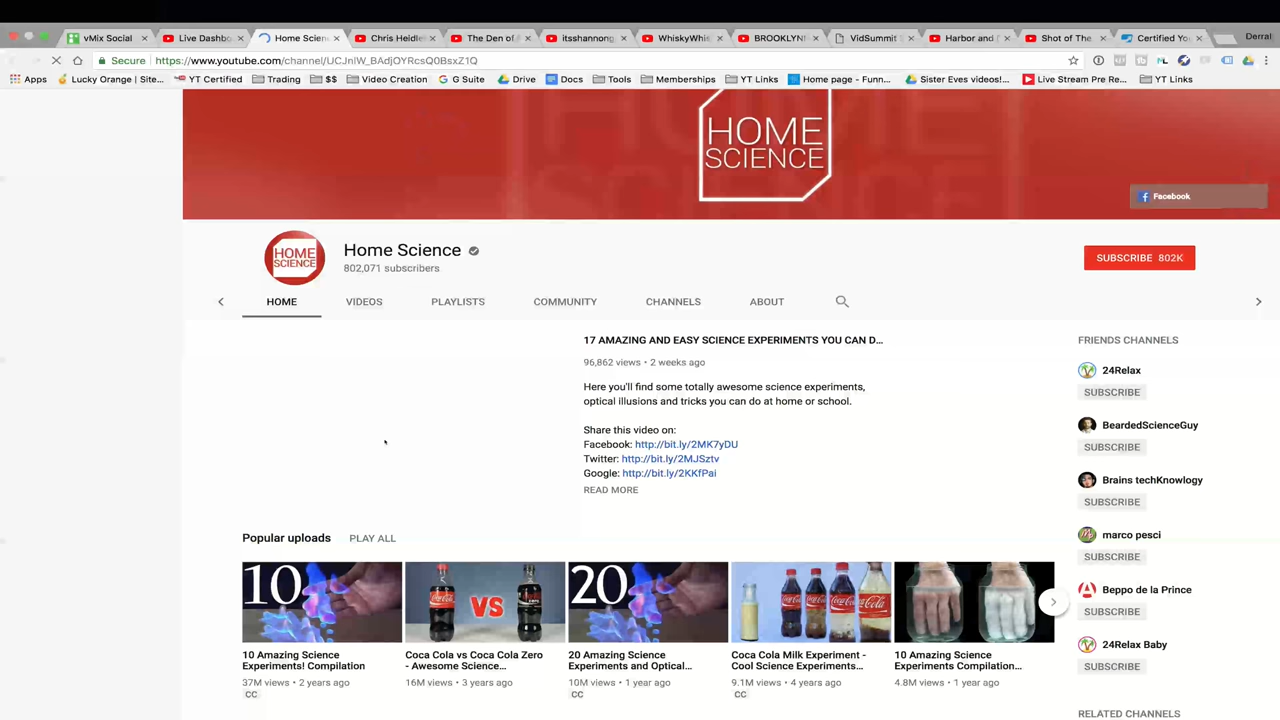 vMix Social
Live Dashbo
Home Scien
Chris Heidle
The Den of
itsshannong
WhiskyWhis
BROOKLYN
VidSummit
Harbor and
Shot of The
Certified Yo
Derral
Secure
https://www.youtube.com/channel/UCJnIW_BAdjOYRcsQ0BsxZ1Q
Apps
Lucky Orange | Site...
YT Certified
Trading
$$
Video Creation
G Suite
Drive
Docs
Tools
Memberships
YT Links
Home page - Funn...
Sister Eves videos!...
Live Stream Pre Re...
YT Links
HOME
SCIENCE
Facebook
HOME
SCIENCE
Home Science
802,071 subscribers
SUBSCRIBE 802K
HOME
VIDEOS
PLAYLISTS
COMMUNITY
CHANNELS
ABOUT
17 AMAZING AND EASY SCIENCE EXPERIMENTS YOU CAN D...
96,862 views • 2 weeks ago
Here you'll find some totally awesome science experiments,
optical illusions and tricks you can do at home or school.
Share this video on:
Facebook: http://bit.ly/2MK7yDU
Twitter: http://bit.ly/2MJSztv
Google: http://bit.ly/2KKfPai
READ MORE
FRIENDS CHANNELS
24Relax
SUBSCRIBE
BeardedScienceGuy
SUBSCRIBE
Brains techKnowlogy
SUBSCRIBE
marco pesci
SUBSCRIBE
Beppo de la Prince
SUBSCRIBE
24Relax Baby
SUBSCRIBE
RELATED CHANNELS
Popular uploads
PLAY ALL
10
10 Amazing Science
Experiments! Compilation
37M views • 2 years ago
CC
VS
Coca Cola vs Coca Cola Zero
- Awesome Science...
16M views • 3 years ago
20
20 Amazing Science
Experiments and Optical...
10M views • 1 year ago
CC
Coca-Cola
Coca Cola Milk Experiment -
Cool Science Experiments...
9.1M views • 4 years ago
CC
10 Amazing Science
Experiments Compilation...
4.8M views • 1 year ago